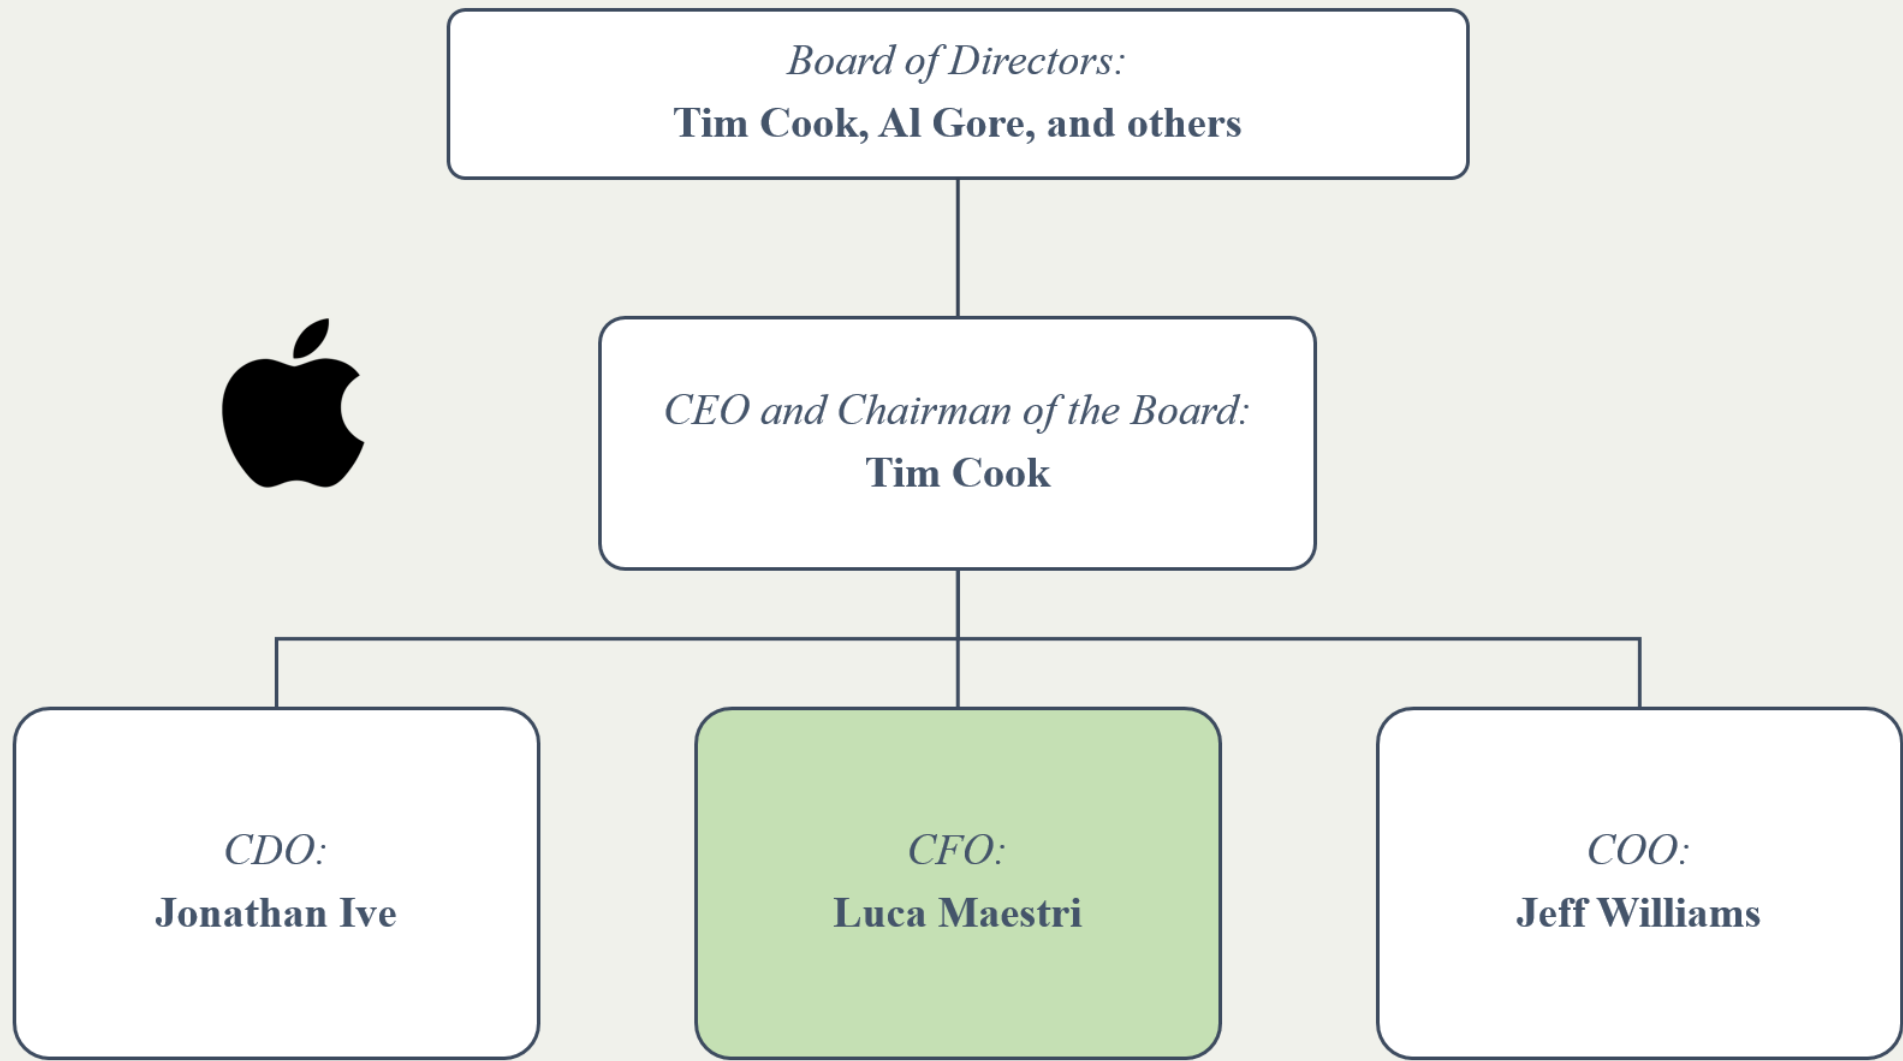 Board of Directors:
Tim Cook, Al Gore, and others
CEO and Chairman of the Board:
Tim Cook
CDO:
Jonathan Ive
CFO:
Luca Maestri
COO:
Jeff Williams